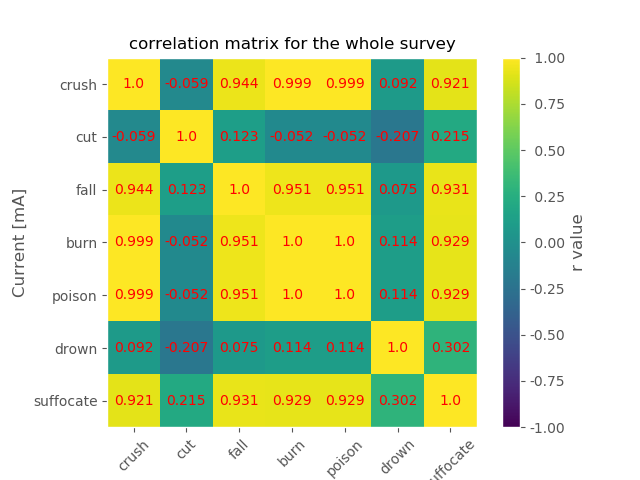 correlation matrix for the whole survey
crush 1.0 -0.059 0.944 0.999 0.999 0.092 0.921
cut -0.059 1.0 0.123 -0.052 -0.052 -0.207 0.215
fall 0.944 0.123 1.0 0.951 0.951 0.075 0.931
burn 0.999 -0.052 0.951 1.0 1.0 0.114 0.929
poison 0.999 -0.052 0.951 1.0 1.0 0.114 0.929
drown 0.092 -0.207 0.075 0.114 0.114 1.0 0.302
suffocate 0.921 0.215 0.931 0.929 0.929 0.302 1.0
crush cut fall burn poison drown uffocate
Current [mA]
1.00
0.75
0.50
0.25
0.00
-0.25
-0.50
-0.75
-1.00
r value